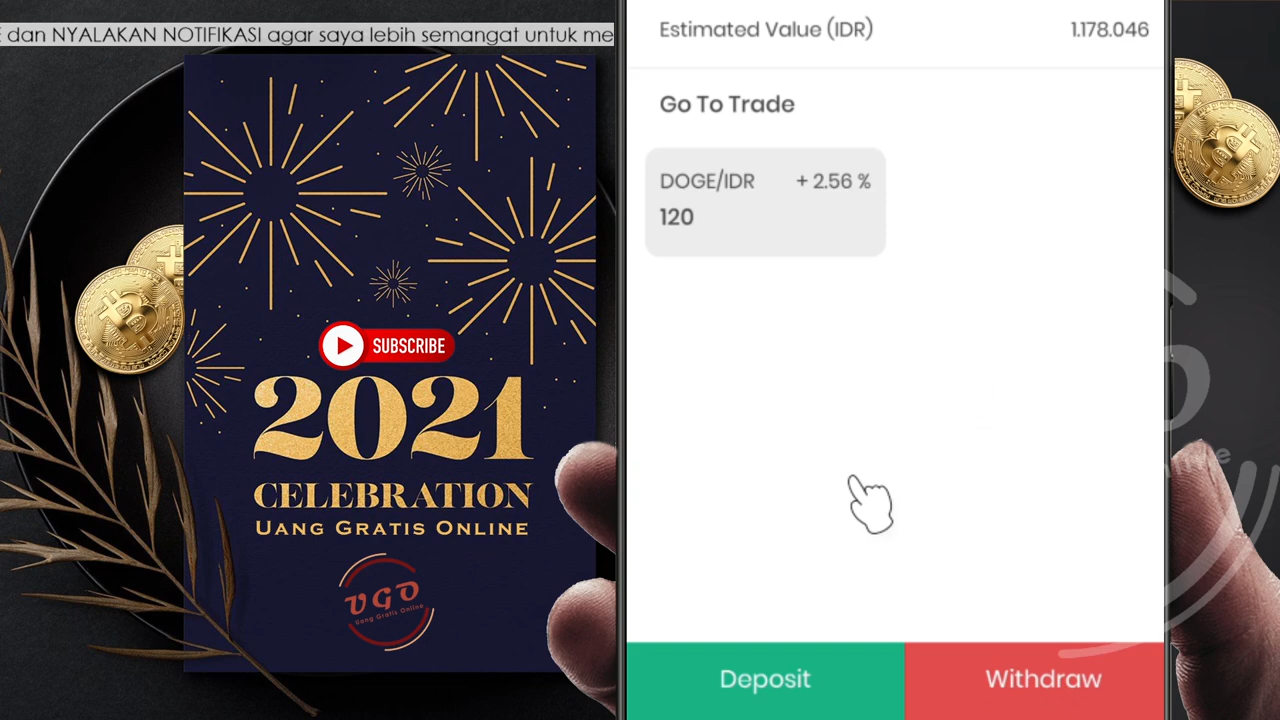 E dan NYALAKAN NOTIFIKASI agar saya lebih semangat untuk me
SUBSCRIBE
2021
CELEBRATION
UANG GRATIS ONLINE
UGO
Uang Gratis Online
Estimated Value (IDR) 1.178.046
Go To Trade
DOGE/IDR + 2.56 %
120
Deposit
Withdraw